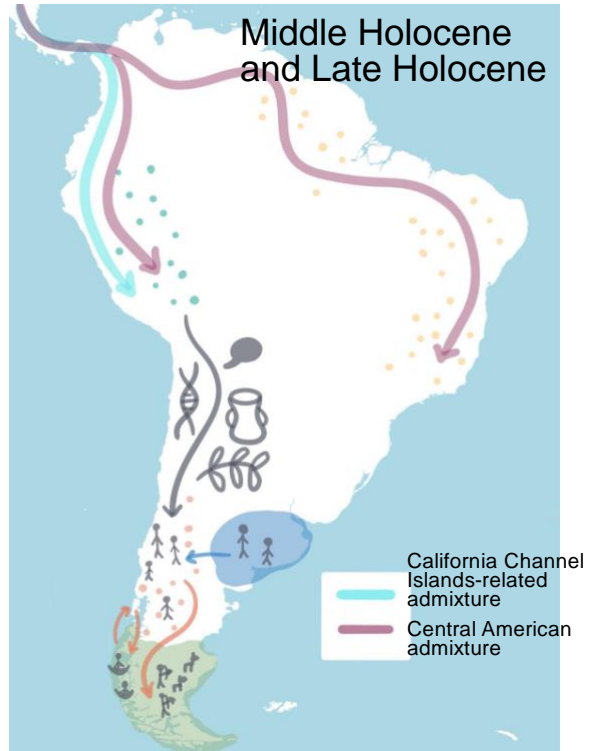 Middle Holocene
and Late Holocene
California Channel
Islands-related
admixture
Central American
admixture